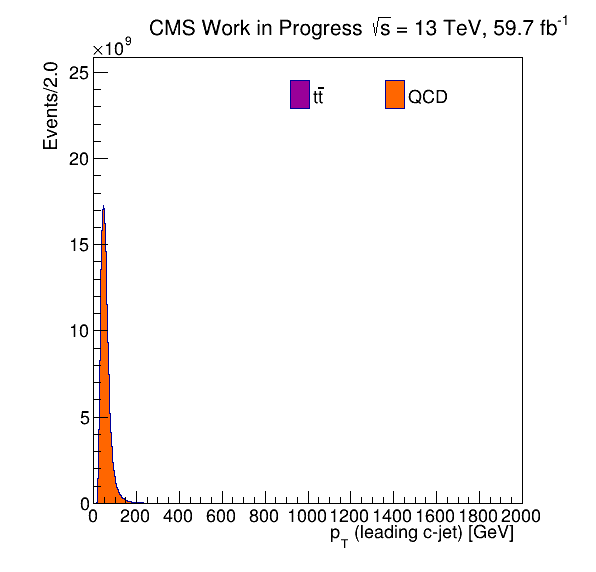 CMS Work in Progress √s = 13 TeV, 59.7 fb⁻¹
×10⁹
Events/2.0
25
20
15
10
5
0
tt̄
QCD
0 200 400 600 800 1000 1200 1400 1600 1800 2000
p_T (leading c-jet) [GeV]